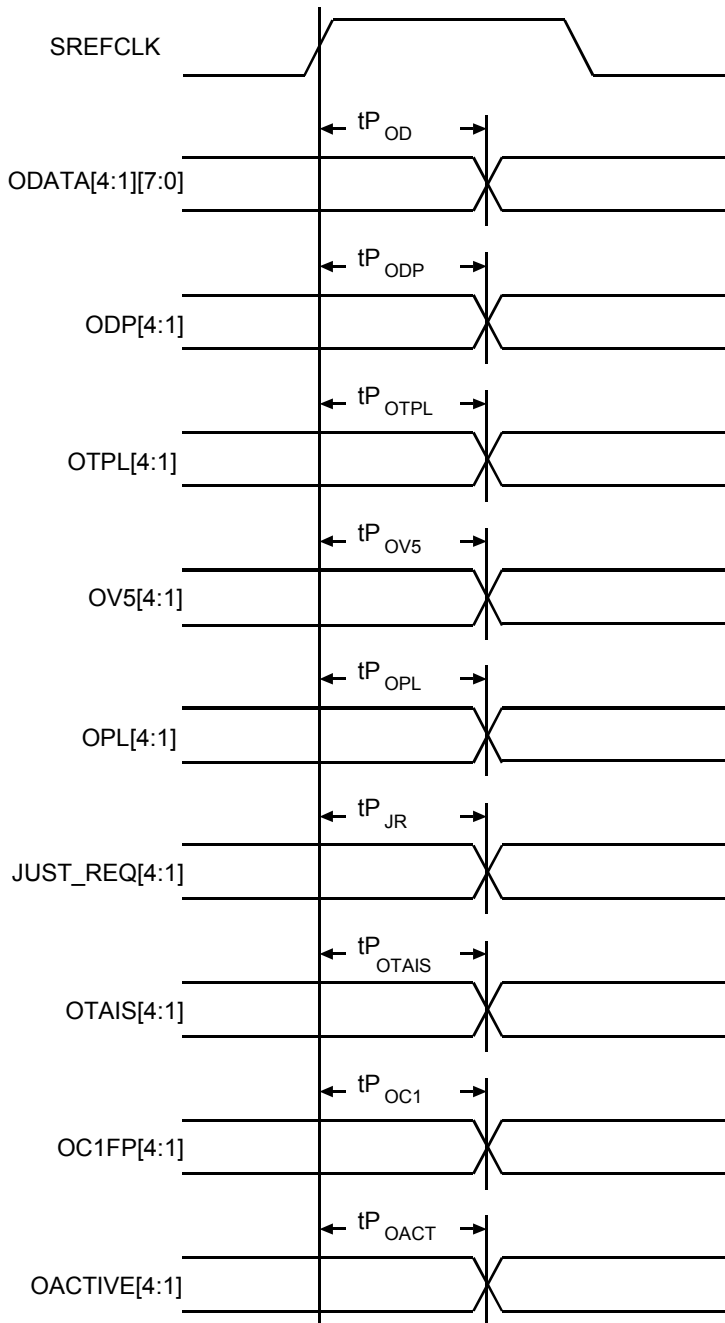 SREFCLK
tP OD
ODATA[4:1][7:0]
tP ODP
ODP[4:1]
tP OTPL
OTPL[4:1]
tP OV5
OV5[4:1]
tP OPL
OPL[4:1]
tP JR
JUST_REQ[4:1]
tP OTAIS
OTAIS[4:1]
tP OC1
OC1FP[4:1]
tP OACT
OACTIVE[4:1]